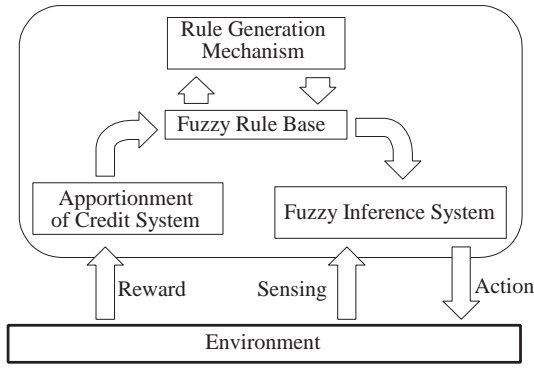 Rule Generation
Mechanism
Fuzzy Rule Base
Apportionment
of Credit System
Fuzzy Inference System
Reward
Sensing
Action
Environment